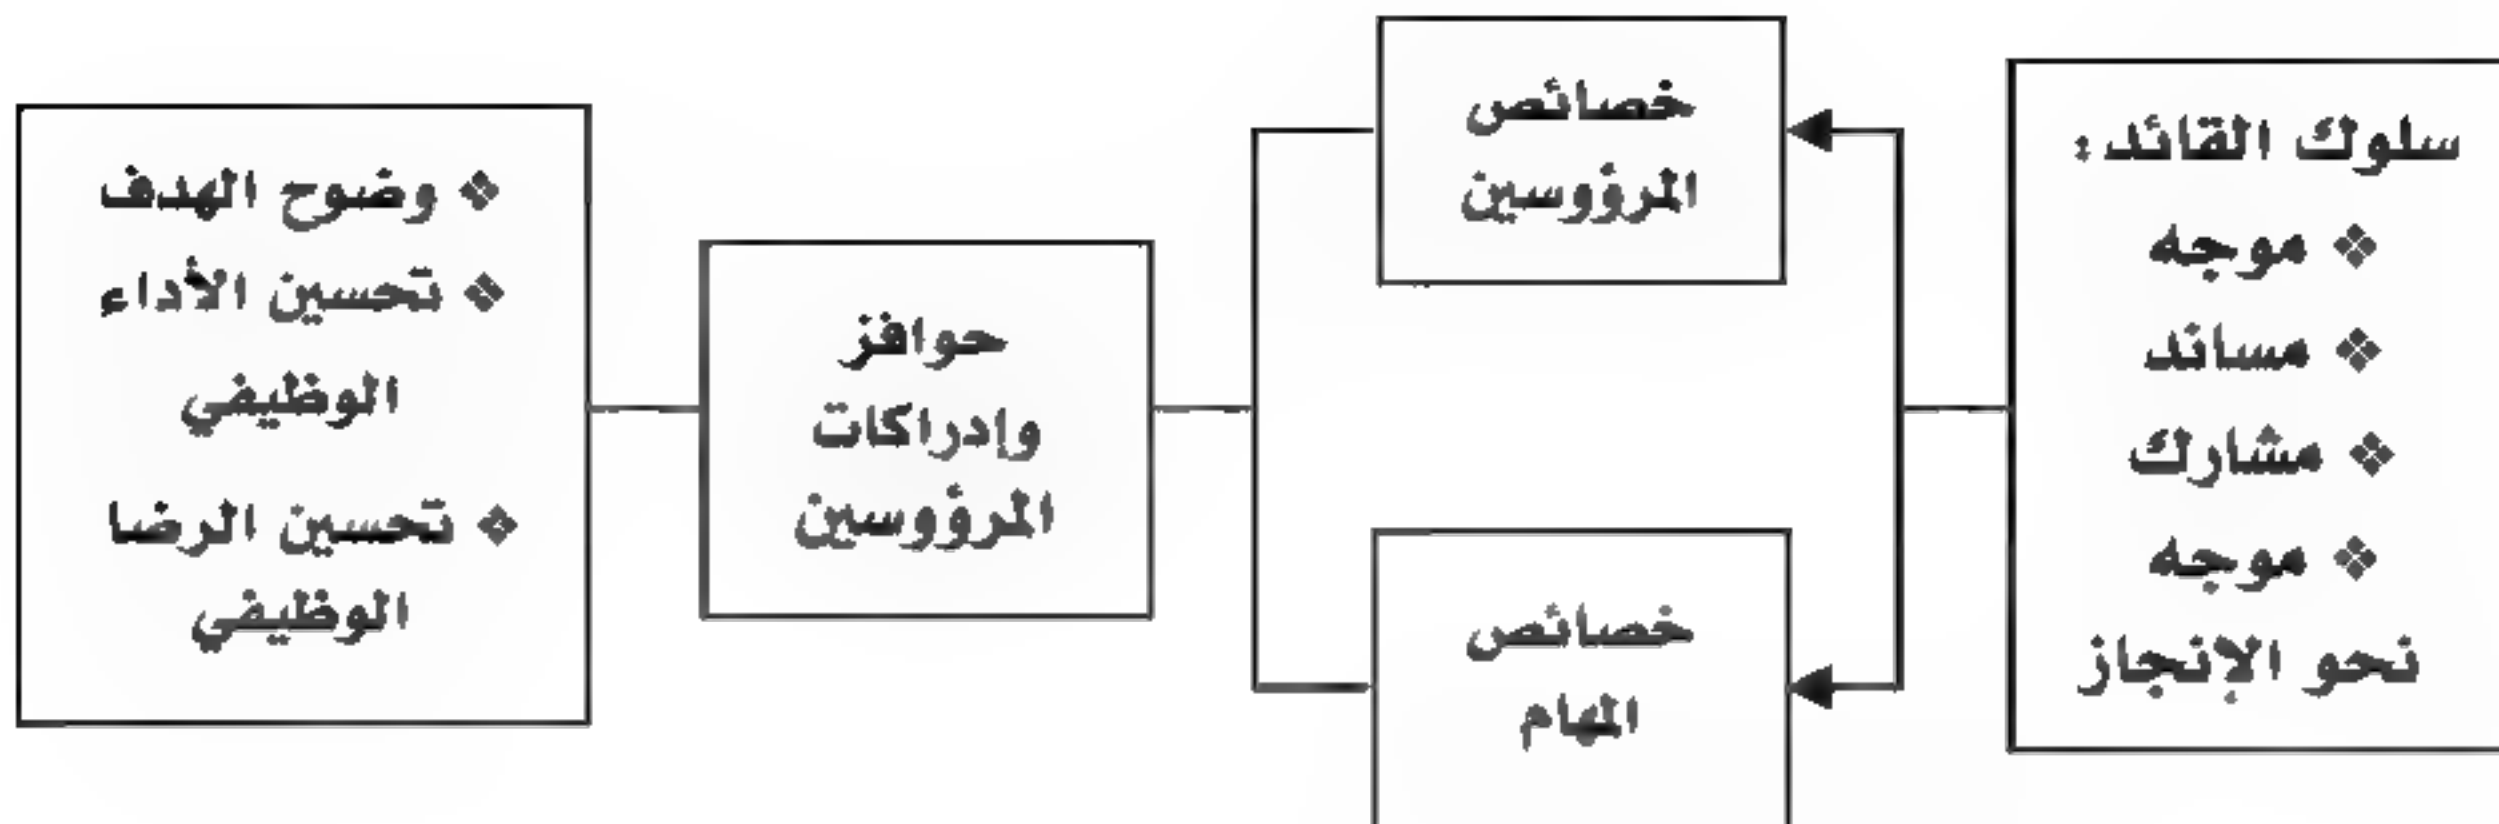 سلوك القائد:
❖ موجه
❖ مساند
❖ مشارك
❖ موجه
نحو الإنجاز
خصائص
المرؤوسين
خصائص
المهام
حوافز
وإدراكات
المرؤوسين
❖ وضوح الهدف
❖ تحسين الأداء
الوظيفي
❖ تحسين الرضا
الوظيفي